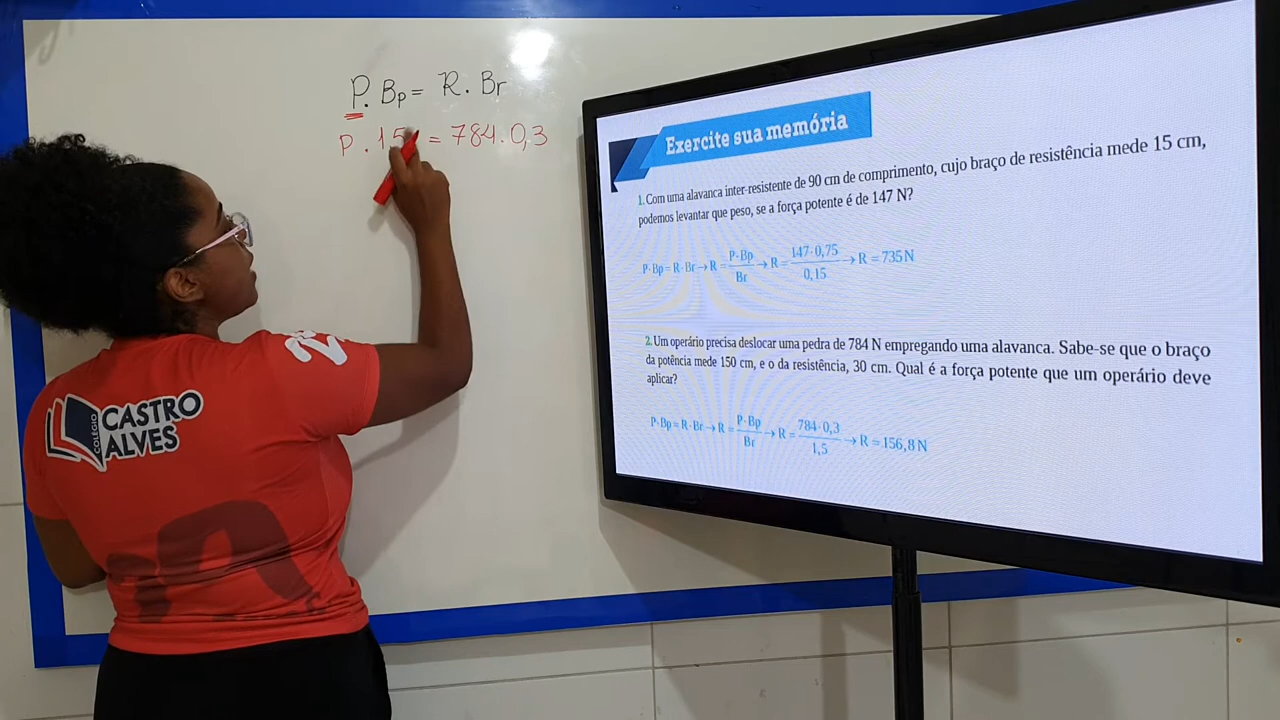 P. Bp = R. Br
P. 15 = 784. 0,3
Exercite sua memória
1. Com uma alavanca inter-resistente de 90 cm de comprimento, cujo braço de resistência mede 15 cm,
podemos levantar que peso, se a força potente é de 147 N?
P·Bp = R·Br → R = P·Bp/Br → R = 147·0,75/0,15 → R = 735 N
2. Um operário precisa deslocar uma pedra de 784 N empregando uma alavanca. Sabe-se que o braço
da potência mede 150 cm, e o da resistência, 30 cm. Qual é a força potente que um operário deve
aplicar?
P·Bp = R·Br → R = P·Bp/Br → R = 784·0,3/1,5 → R = 156,8 N
COLÉGIO
CASTRO
ALVES